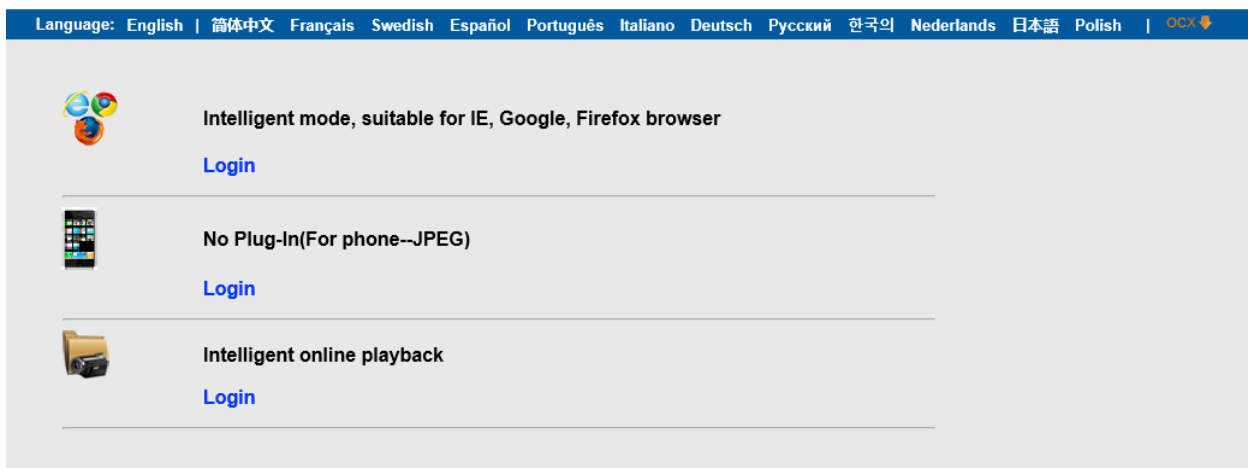 Language: English | 简体中文 Français Swedish Español Português Italiano Deutsch Русский 한국의 Nederlands 日本語 Polish | OCX
Intelligent mode, suitable for IE, Google, Firefox browser
Login
No Plug-In(For phone--JPEG)
Login
Intelligent online playback
Login